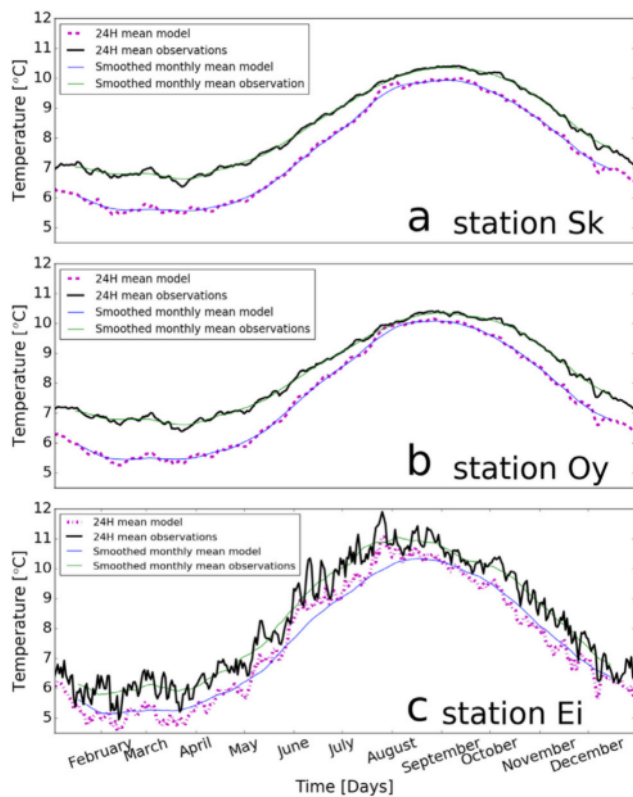 12
11
10
9
8
7
6
5
Temperature [°C]
24H mean model
24H mean observations
Smoothed monthly mean model
Smoothed monthly mean observation
a station Sk
12
11
10
9
8
7
6
5
Temperature [°C]
24H mean model
24H mean observations
Smoothed monthly mean model
Smoothed monthly mean observations
b station Oy
12
11
10
9
8
7
6
5
Temperature [°C]
24H mean model
24H mean observations
Smoothed monthly mean model
Smoothed monthly mean observations
c station Ei
February March April May June July August September October November December
Time [Days]